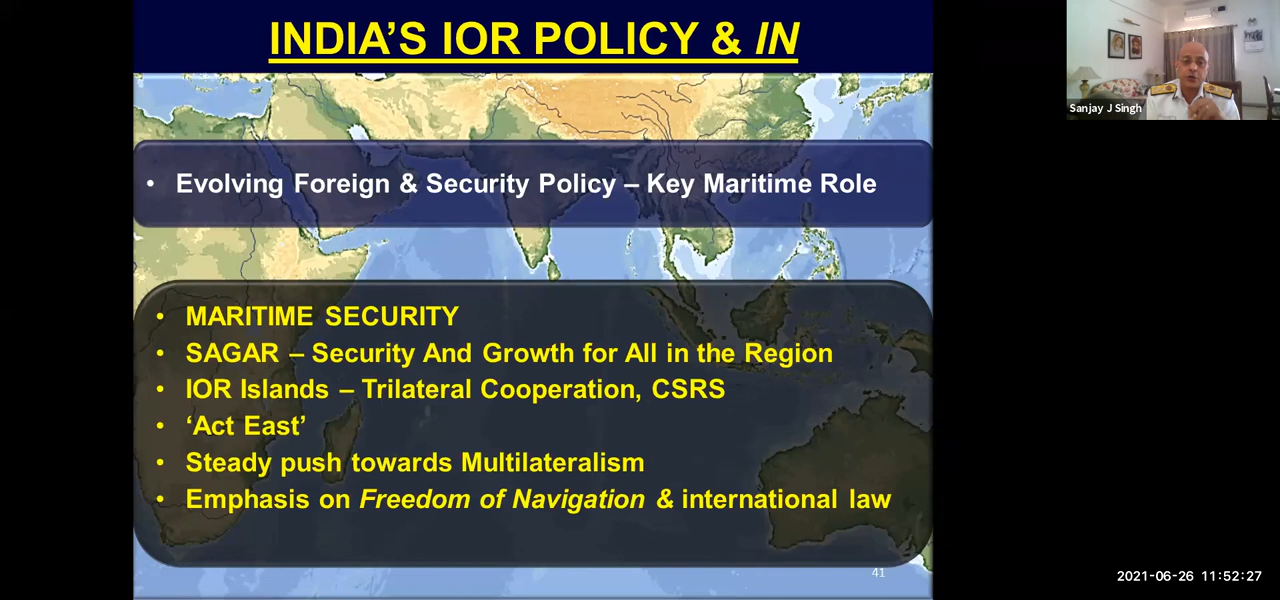 INDIA'S IOR POLICY & IN
Sanjay J Singh
• Evolving Foreign & Security Policy – Key Maritime Role
• MARITIME SECURITY
• SAGAR – Security And Growth for All in the Region
• IOR Islands – Trilateral Cooperation, CSRS
• ‘Act East’
• Steady push towards Multilateralism
• Emphasis on Freedom of Navigation & international law
41
2021-06-26 11:52:27